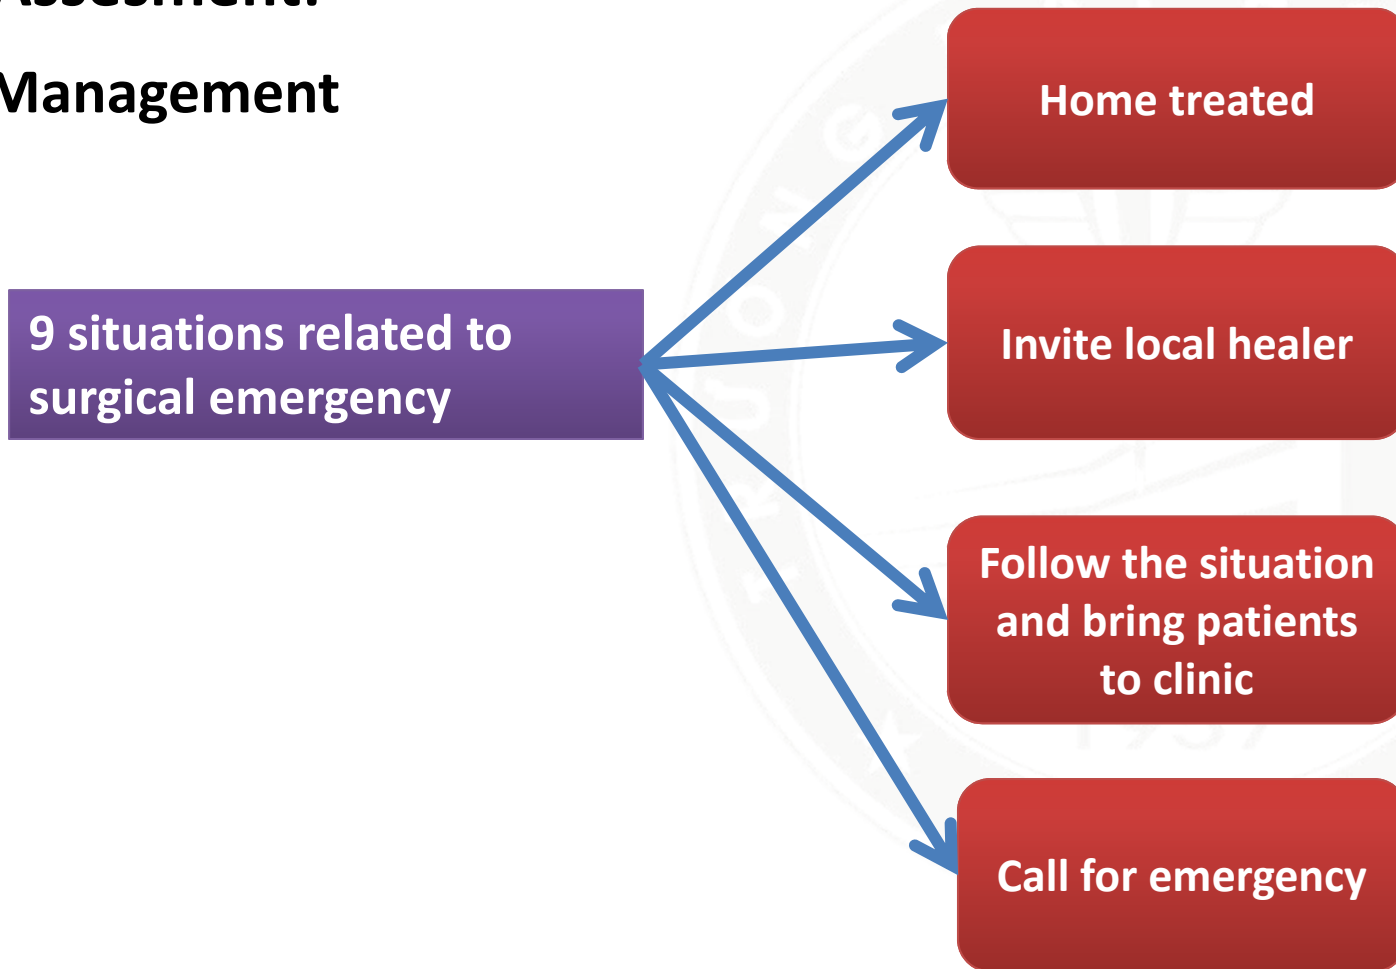 Management
Home treated
9 situations related to
surgical emergency
Invite local healer
Follow the situation
and bring patients
to clinic
Call for emergency